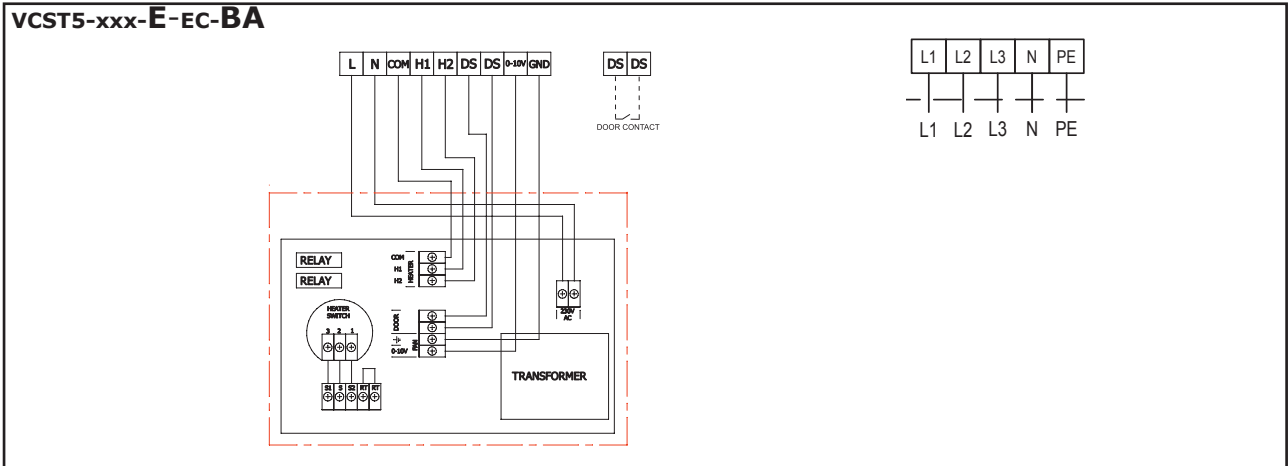 VCST5-xxx-E-EC-BA
L N COM H1 H2 DS DS 0-10V GND
DS DS
DOOR CONTACT
L1 L2 L3 N PE
L1 L2 L3 N PE
RELAY
RELAY
COM
H1
H2
HEATER
HEATER
SWITCH
3 2 1
DOOR
FAN
0-10V
230V
AC
TRANSFORMER
S1 S S2 RT RT